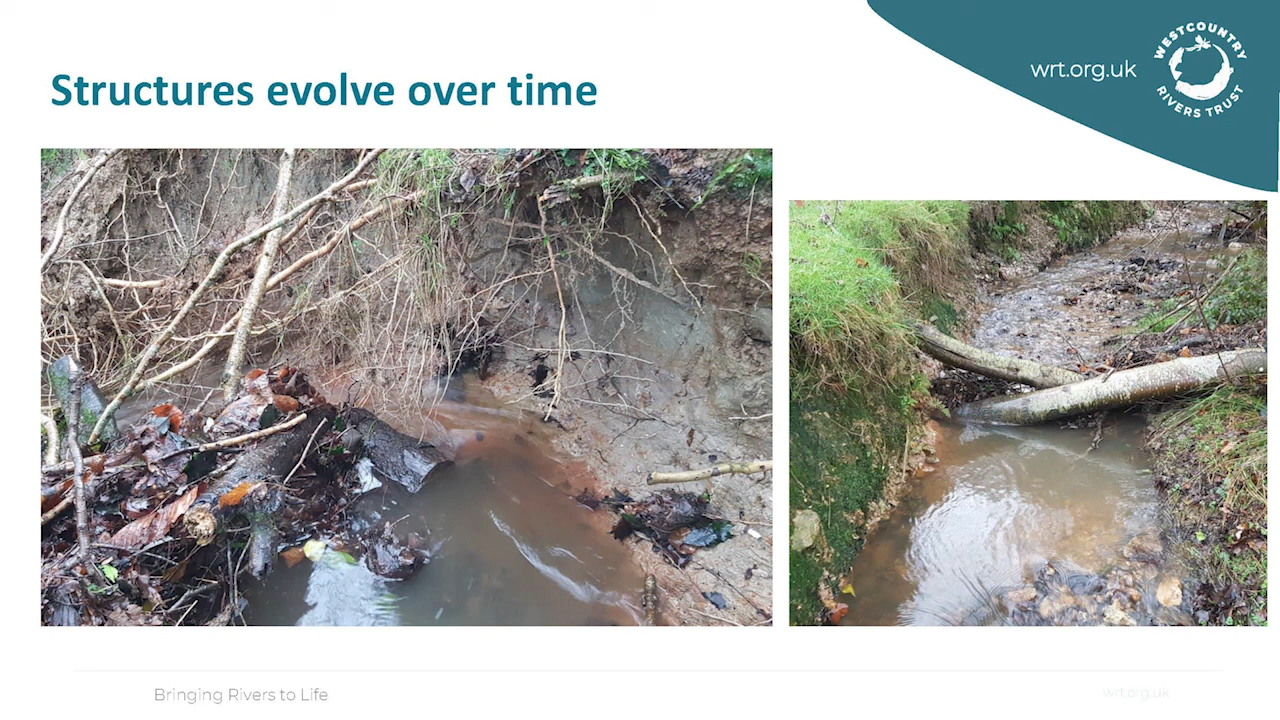 Structures evolve over time
wrt.org.uk
WESTCOUNTRY
RIVERS TRUST
Bringing Rivers to Life
wrt.org.uk